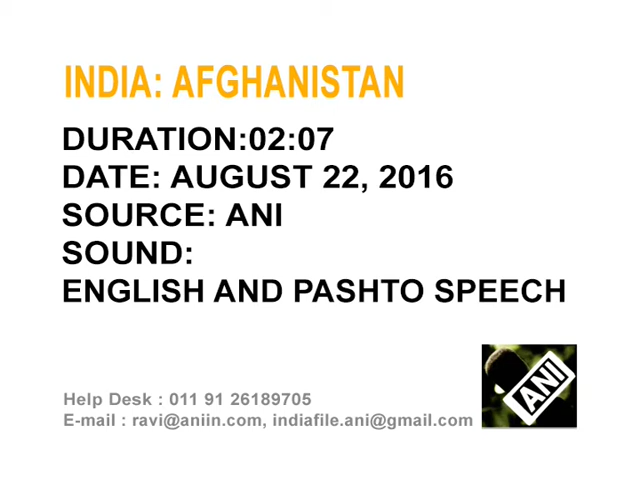 INDIA: AFGHANISTAN
DURATION:02:07
DATE: AUGUST 22, 2016
SOURCE: ANI
SOUND:
ENGLISH AND PASHTO SPEECH
Help Desk : 011 91 26189705
E-mail : ravi@aniin.com, indiafile.ani@gmail.com
ANI